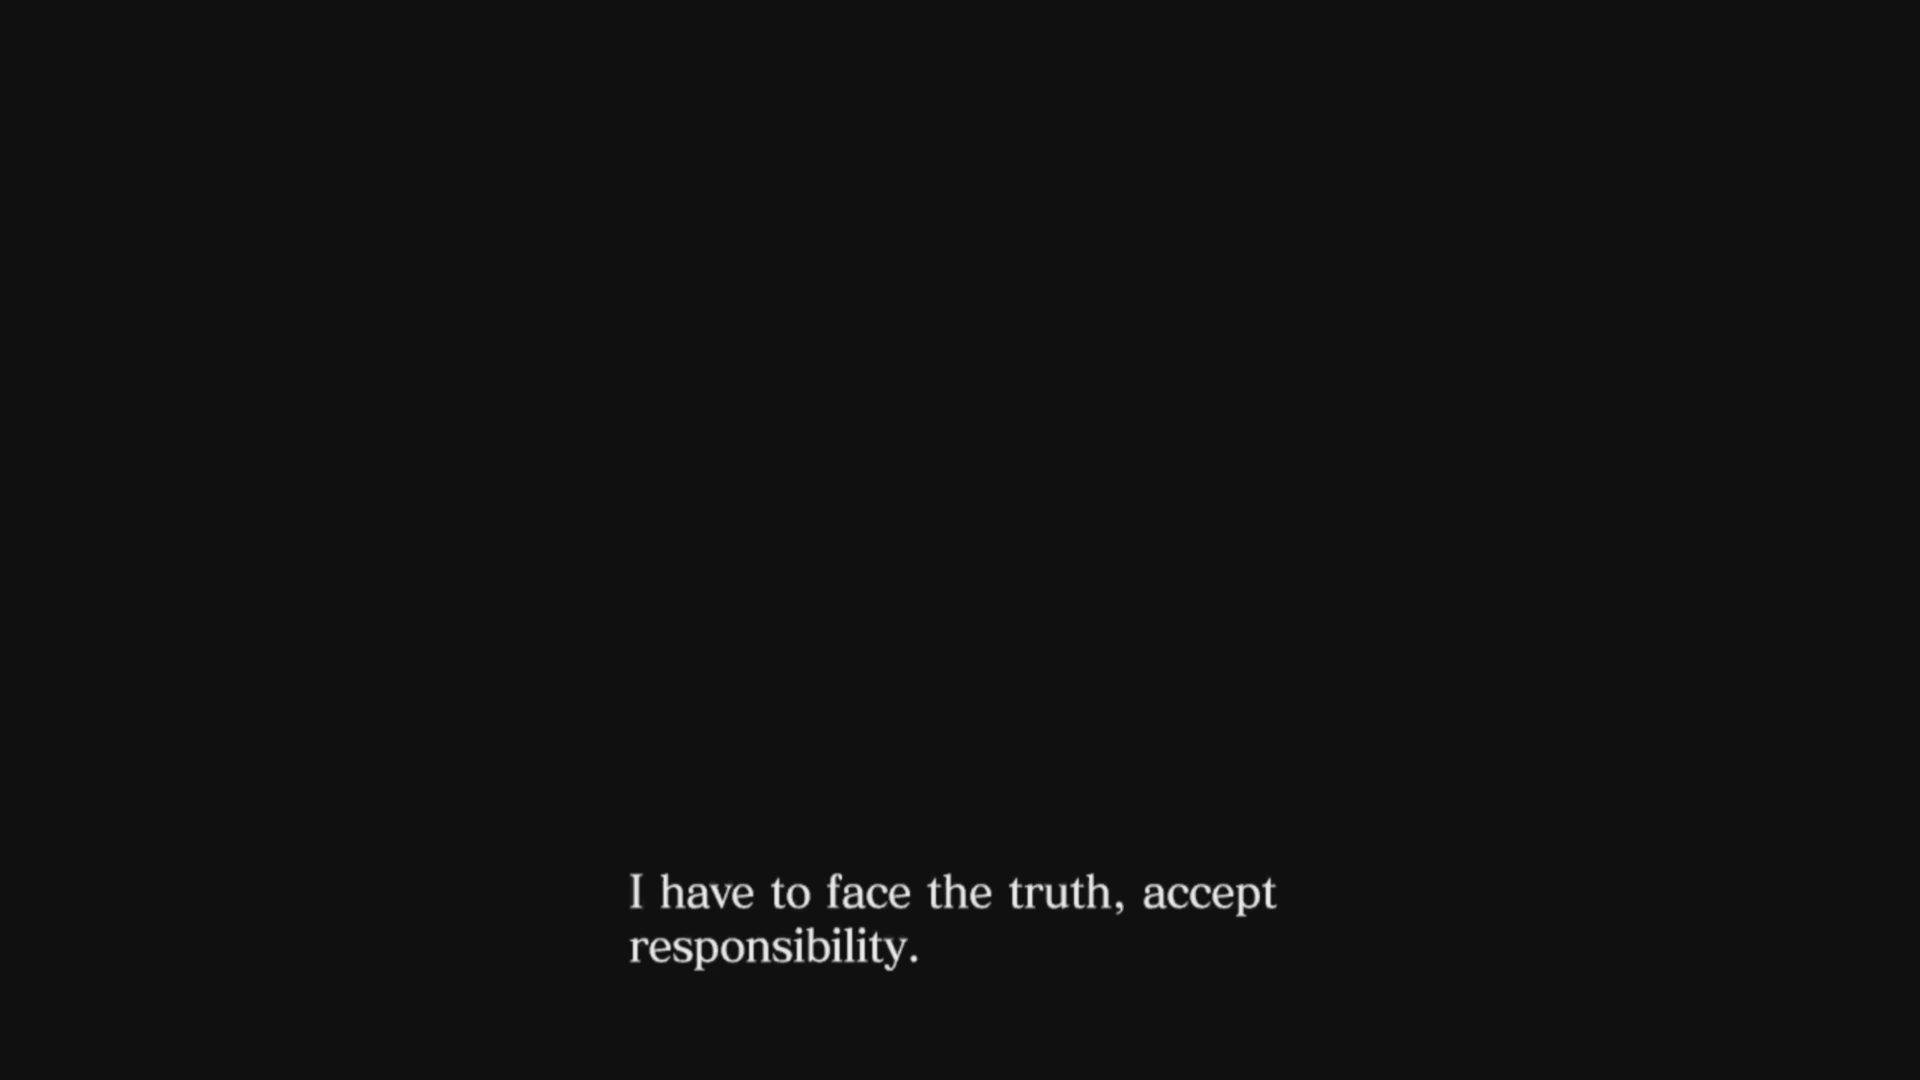 I have to face the truth, accept
responsibility.